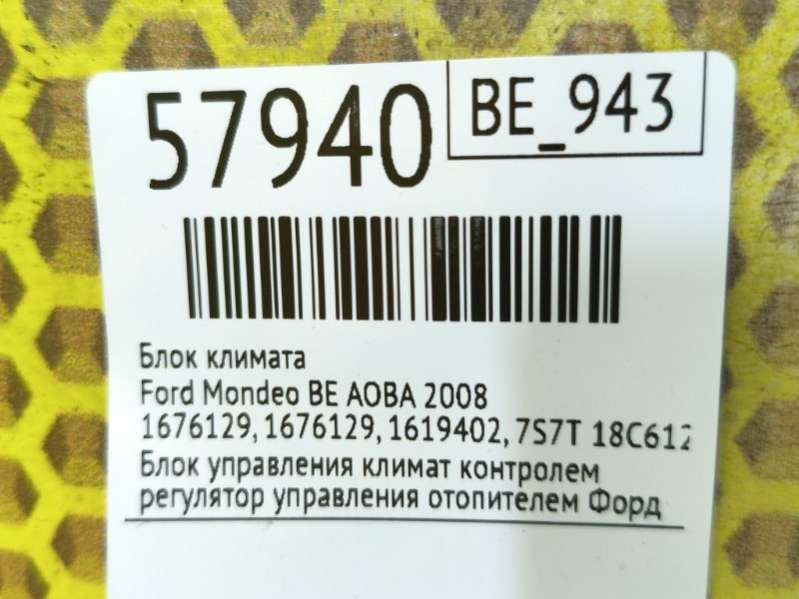 57940
BE_943
Блок климата
Ford Mondeo BE AOBA 2008
1676129, 1676129, 1619402, 7S7T 18C612
Блок управления климат контролем
регулятор управления отопителем Форд